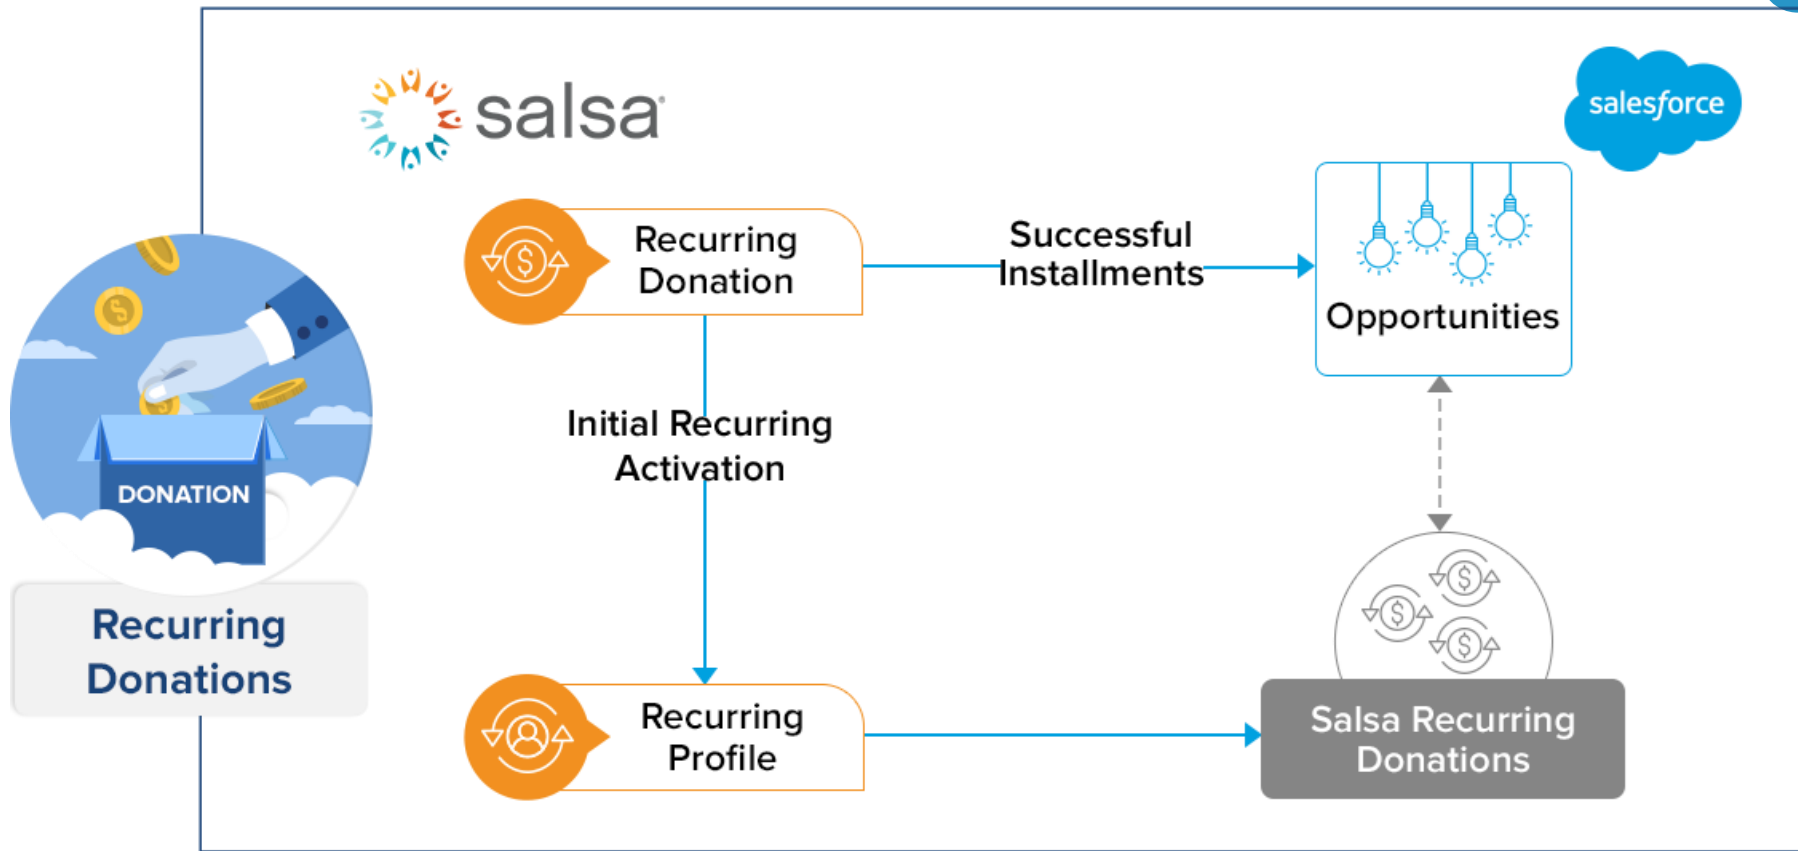 salsa
salesforce
Recurring
Donation
Successful
Installments
Opportunities
Initial Recurring
Activation
DONATION
Recurring
Donations
Recurring
Profile
Salsa Recurring
Donations